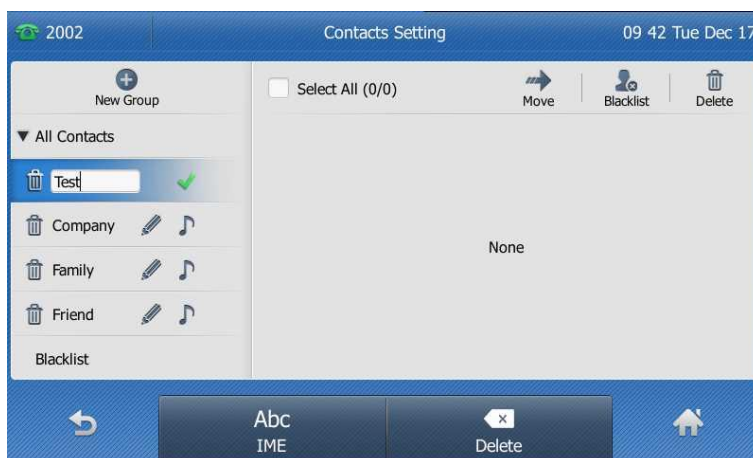 2002 Contacts Setting 09 42 Tue Dec 17
New Group
Select All (0/0)
Move
Blacklist
Delete
All Contacts
Test
Company
Family
Friend
Blacklist
None
Abc
IME
Delete